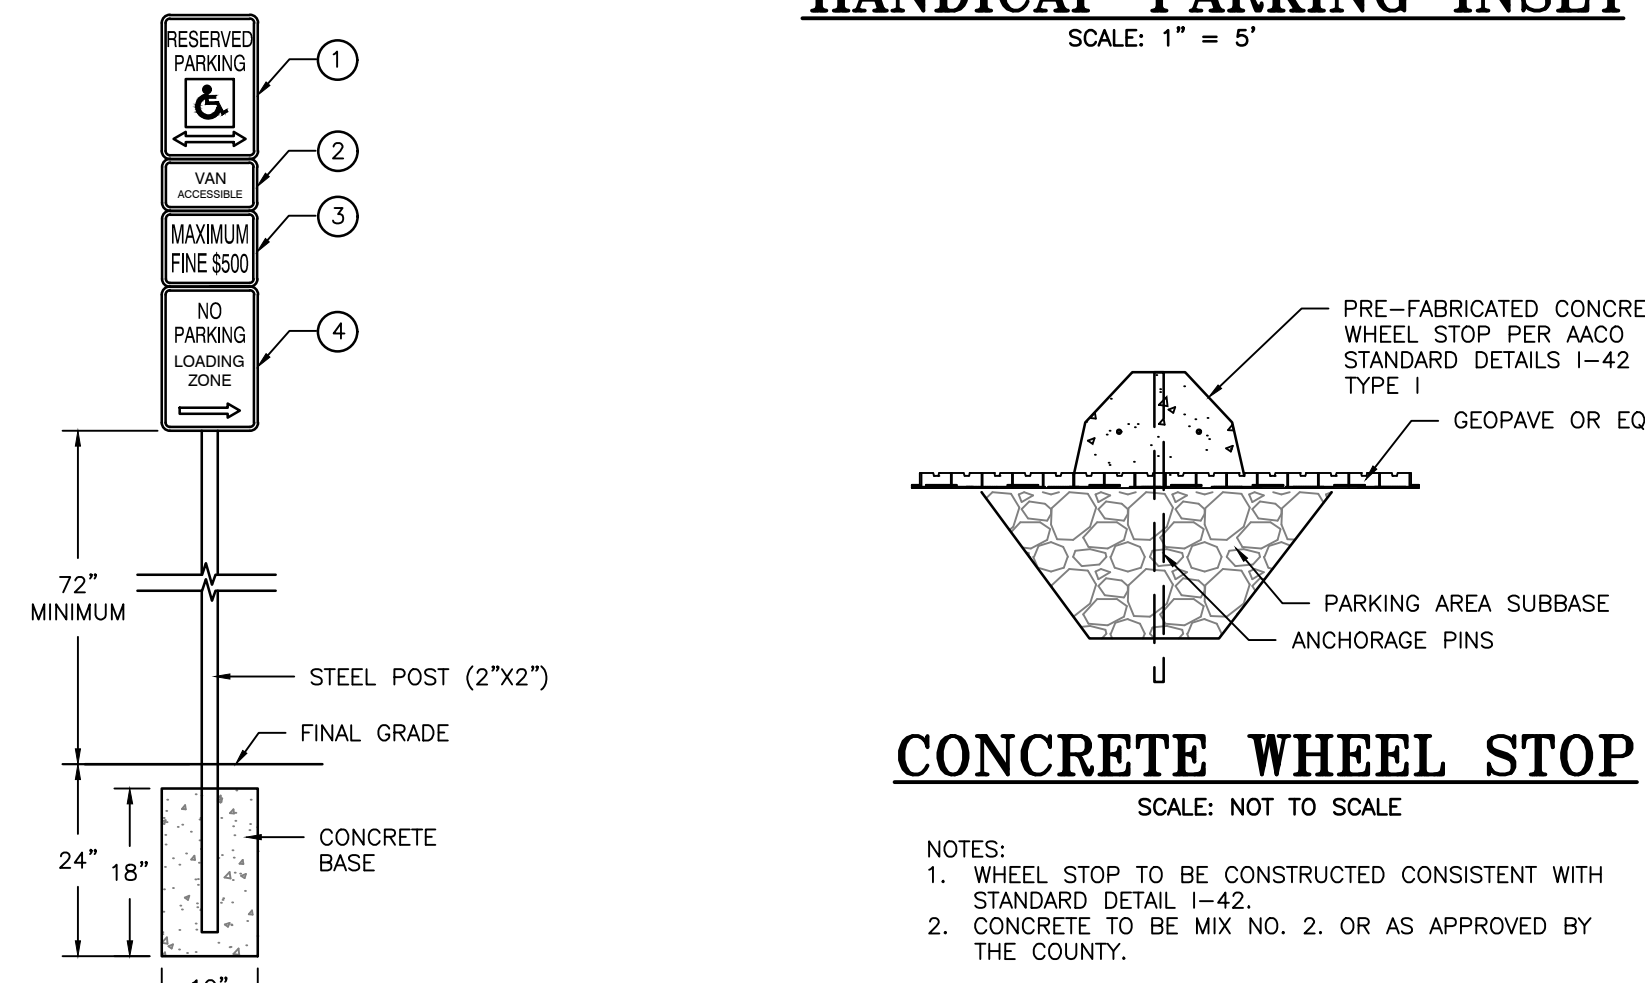 HANDICAP PARKING INSET
SCALE: 1" = 5'
RESERVED
PARKING
1
2
VAN
ACCESSIBLE
3
MAXIMUM
FINE $500
NO
PARKING
LOADING
ZONE
4
72"
MINIMUM
STEEL POST (2"X2")
FINAL GRADE
CONCRETE
BASE
24"
18"
PRE-FABRICATED CONCRE
WHEEL STOP PER AACO
STANDARD DETAILS I-42
TYPE I
GEOPAVE OR EQ
PARKING AREA SUBBASE
ANCHORAGE PINS
CONCRETE WHEEL STOP
SCALE: NOT TO SCALE
NOTES:
1. WHEEL STOP TO BE CONSTRUCTED CONSISTENT WITH
STANDARD DETAIL I-42.
2. CONCRETE TO BE MIX NO. 2. OR AS APPROVED BY
THE COUNTY.